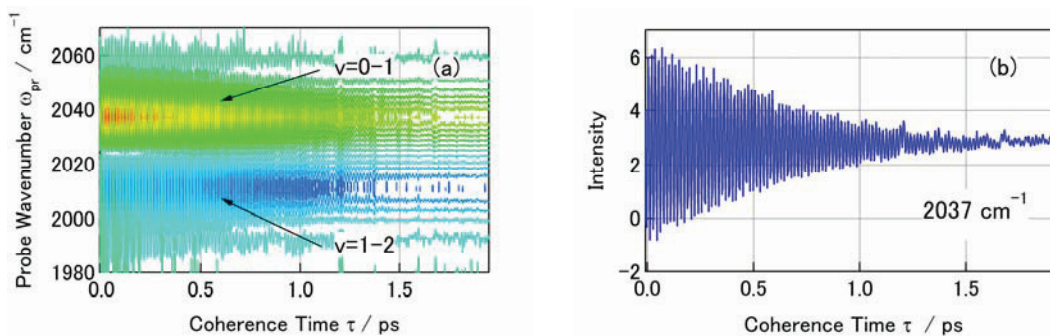 (a)
v=0-1
v=1-2
Probe Wavenumber ω_pr / cm⁻¹
2060
2040
2020
2000
1980
0.0 0.5 1.0 1.5
Coherence Time τ / ps
(b)
2037 cm⁻¹
Intensity
6
4
2
0
-2
0.0 0.5 1.0 1.5
Coherence Time τ / ps